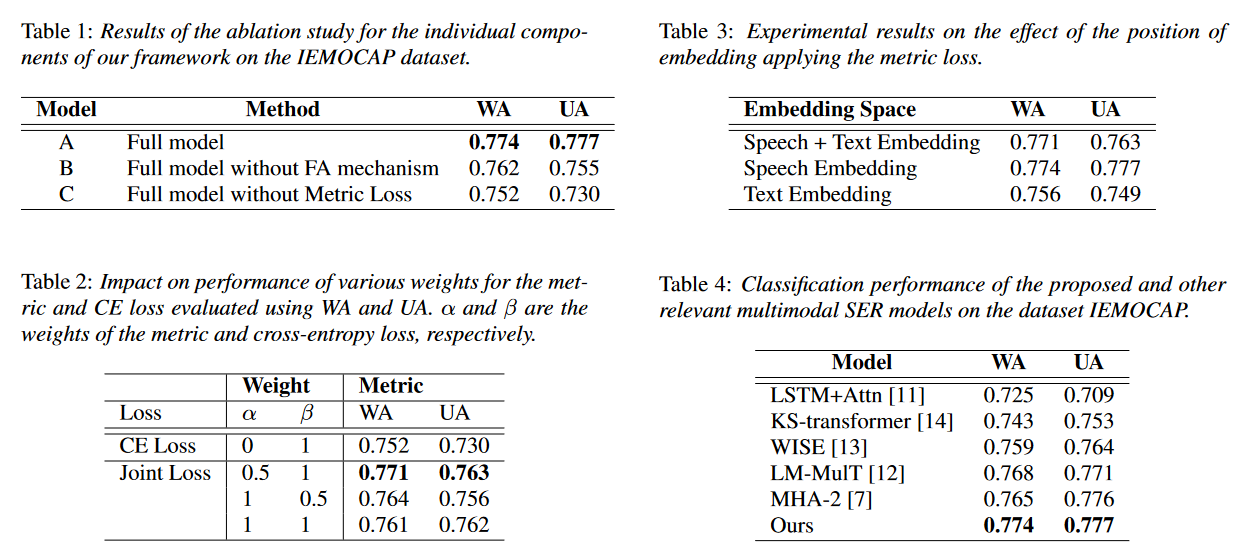 Table 1: Results of the ablation study for the individual compo-
nents of our framework on the IEMOCAP dataset.
Model Method WA UA
A Full model 0.774 0.777
B Full model without FA mechanism 0.762 0.755
C Full model without Metric Loss 0.752 0.730
Table 2: Impact on performance of various weights for the met-
ric and CE loss evaluated using WA and UA. α and β are the
weights of the metric and cross-entropy loss, respectively.
Weight Metric
Loss α β WA UA
CE Loss 0 1 0.752 0.730
Joint Loss 0.5 1 0.771 0.763
1 0.5 0.764 0.756
1 1 0.761 0.762
Table 3: Experimental results on the effect of the position of
embedding applying the metric loss.
Embedding Space WA UA
Speech + Text Embedding 0.771 0.763
Speech Embedding 0.774 0.777
Text Embedding 0.756 0.749
Table 4: Classification performance of the proposed and other
relevant multimodal SER models on the dataset IEMOCAP.
Model WA UA
LSTM+Attn [11] 0.725 0.709
KS-transformer [14] 0.743 0.753
WISE [13] 0.759 0.764
LM-MulT [12] 0.768 0.771
MHA-2 [7] 0.765 0.776
Ours 0.774 0.777